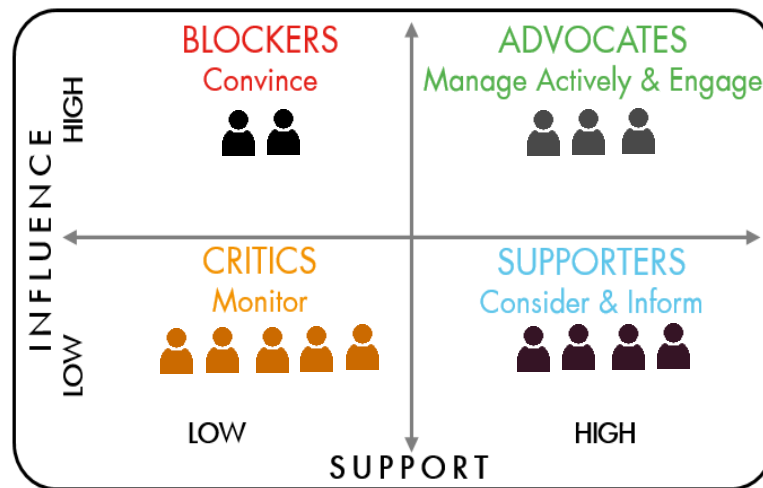 BLOCKERS
Convince
ADVOCATES
Manage Actively & Engage
HIGH
INFLUENCE
CRITICS
Monitor
SUPPORTERS
Consider & Inform
LOW
LOW
HIGH
SUPPORT